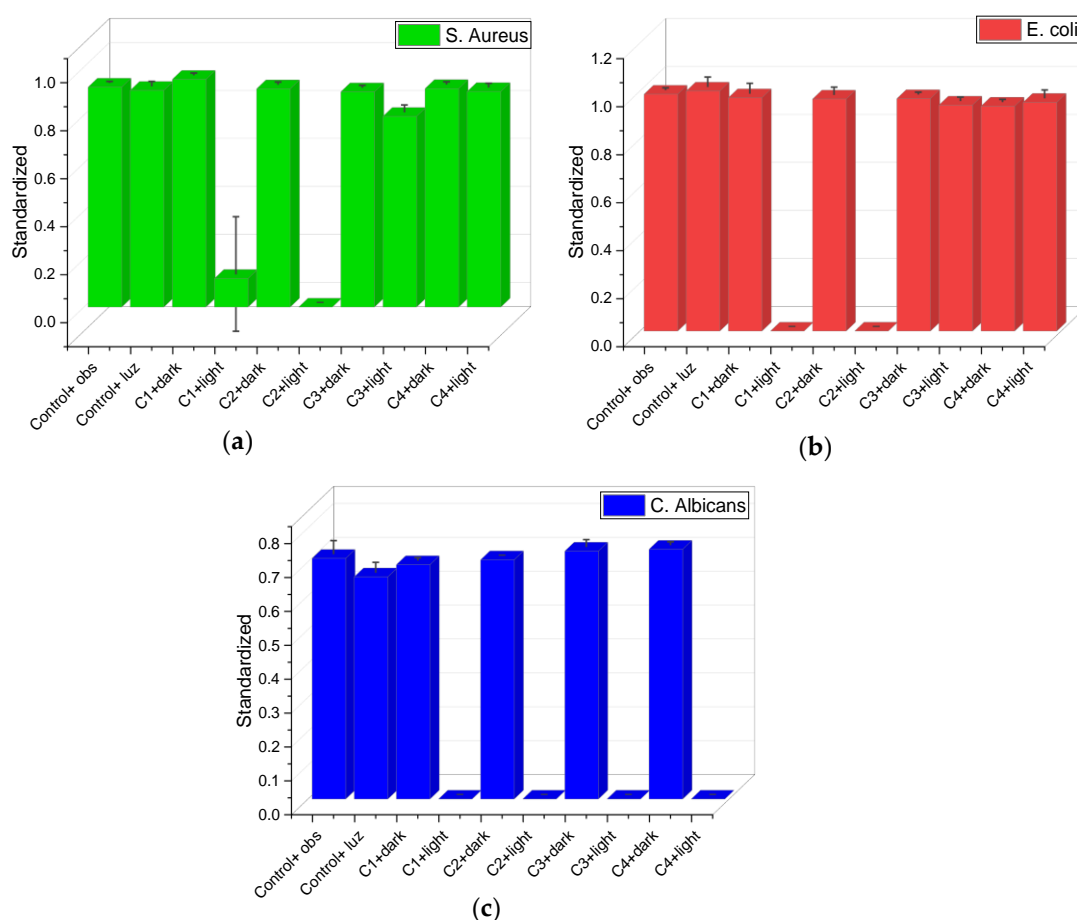 S. Aureus
1.0
0.8
0.6
0.4
0.2
0.0
Standardized
Control+ obs
Control+ luz
C1+dark
C1+light
C2+dark
C2+light
C3+dark
C3+light
C4+dark
C4+light
(a)
E. coli
1.2
1.0
0.8
0.6
0.4
0.2
0.0
Standardized
Control+ obs
Control+ luz
C1+dark
C1+light
C2+dark
C2+light
C3+dark
C3+light
C4+dark
C4+light
(b)
C. Albicans
0.8
0.7
0.6
0.5
0.4
0.3
0.2
0.1
0.0
Standardized
Control+ obs
Control+ luz
C1+dark
C1+light
C2+dark
C2+light
C3+dark
C3+light
C4+dark
C4+light
(c)